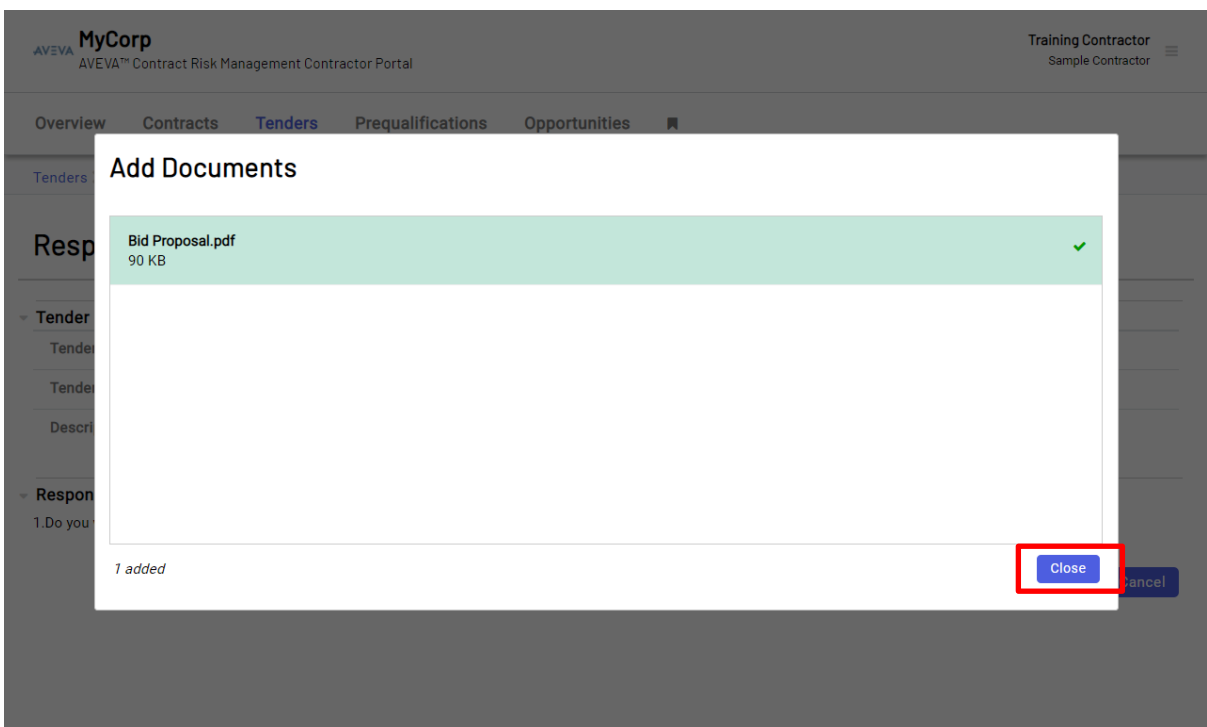 AVEVA MyCorp
AVEVA™ Contract Risk Management Contractor Portal
Training Contractor
Sample Contractor
Overview Contracts Tenders Prequalifications Opportunities
Tenders
Add Documents
Resp
Bid Proposal.pdf
90 KB
Tender
Tender
Tender
Descri
Respon
1.Do you
1 added
Close
Cancel